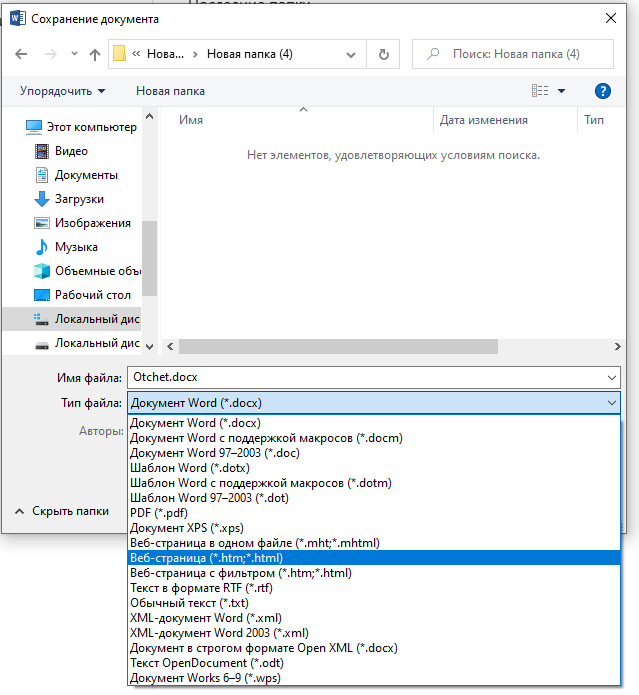 Последние папки
Сохранение документа
« Нова... › Новая папка (4)
Поиск: Новая папка (4)
Упорядочить
Новая папка
Имя
Дата изменения
Тип
Этот компьютер
Видео
Документы
Загрузки
Изображения
Музыка
Объемные объ
Рабочий стол
Локальный дис
Локальный дис
Нет элементов, удовлетворяющих условиям поиска.
Имя файла: Otchet.docx
Тип файла: Документ Word (*.docx)
Авторы:
Скрыть папки
Документ Word (*.docx)
Документ Word с поддержкой макросов (*.docm)
Документ Word 97–2003 (*.doc)
Шаблон Word (*.dotx)
Шаблон Word с поддержкой макросов (*.dotm)
Шаблон Word 97–2003 (*.dot)
PDF (*.pdf)
Документ XPS (*.xps)
Веб-страница в одном файле (*.mht;*.mhtml)
Веб-страница (*.htm;*.html)
Веб-страница с фильтром (*.htm;*.html)
Текст в формате RTF (*.rtf)
Обычный текст (*.txt)
XML-документ Word (*.xml)
XML-документ Word 2003 (*.xml)
Документ в строгом формате Open XML (*.docx)
Текст OpenDocument (*.odt)
Документ Works 6–9 (*.wps)